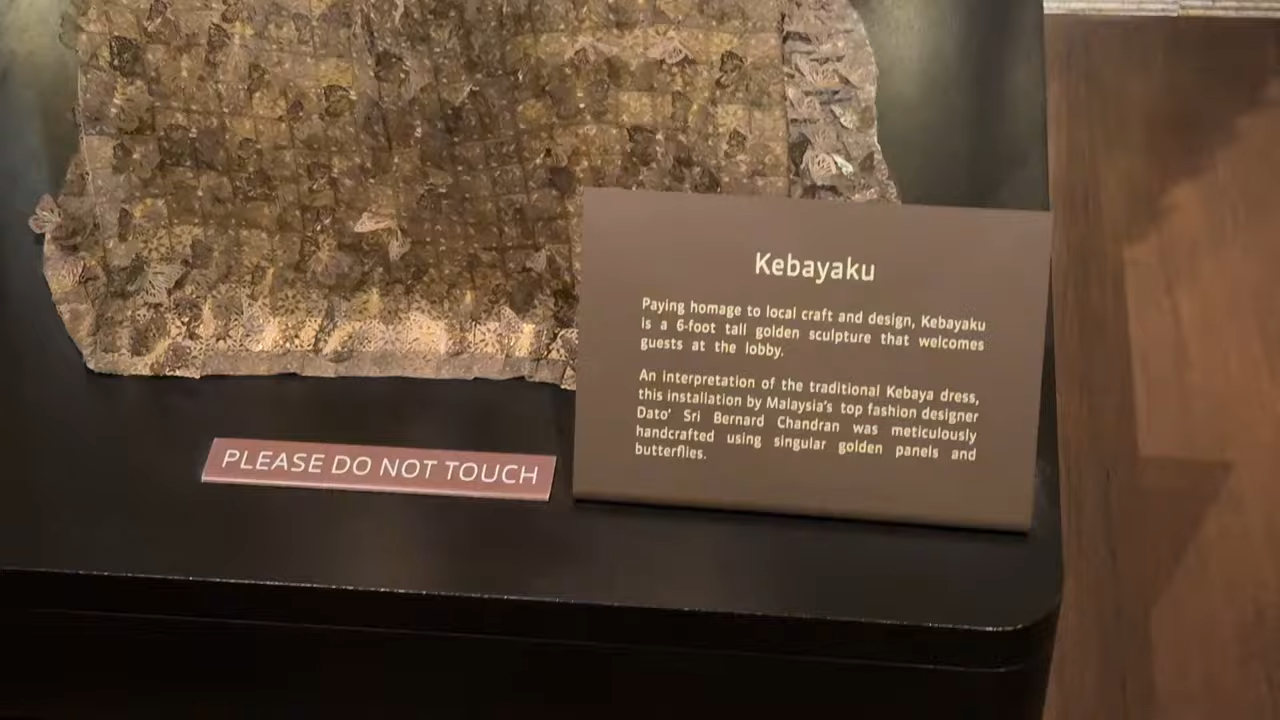 Kebayaku
Paying homage to local craft and design, Kebayaku
is a 6-foot tall golden sculpture that welcomes
guests at the lobby.
An interpretation of the traditional Kebaya dress,
this installation by Malaysia's top fashion designer
Dato' Sri Bernard Chandran was meticulously
handcrafted using singular golden panels and
butterflies.
PLEASE DO NOT TOUCH